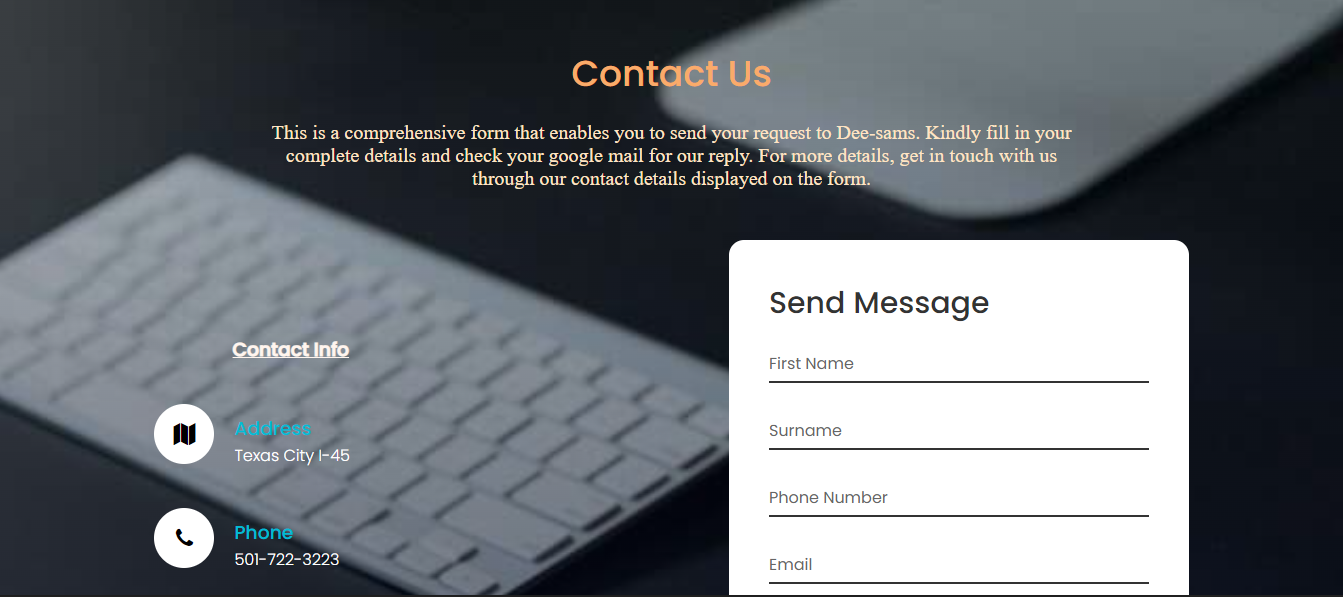 Contact Us
This is a comprehensive form that enables you to send your request to Dee-sams. Kindly fill in your
complete details and check your google mail for our reply. For more details, get in touch with us
through our contact details displayed on the form.
Send Message
First Name
Surname
Phone Number
Email
Contact Info
Address
Texas City I-45
Phone
501-722-3223